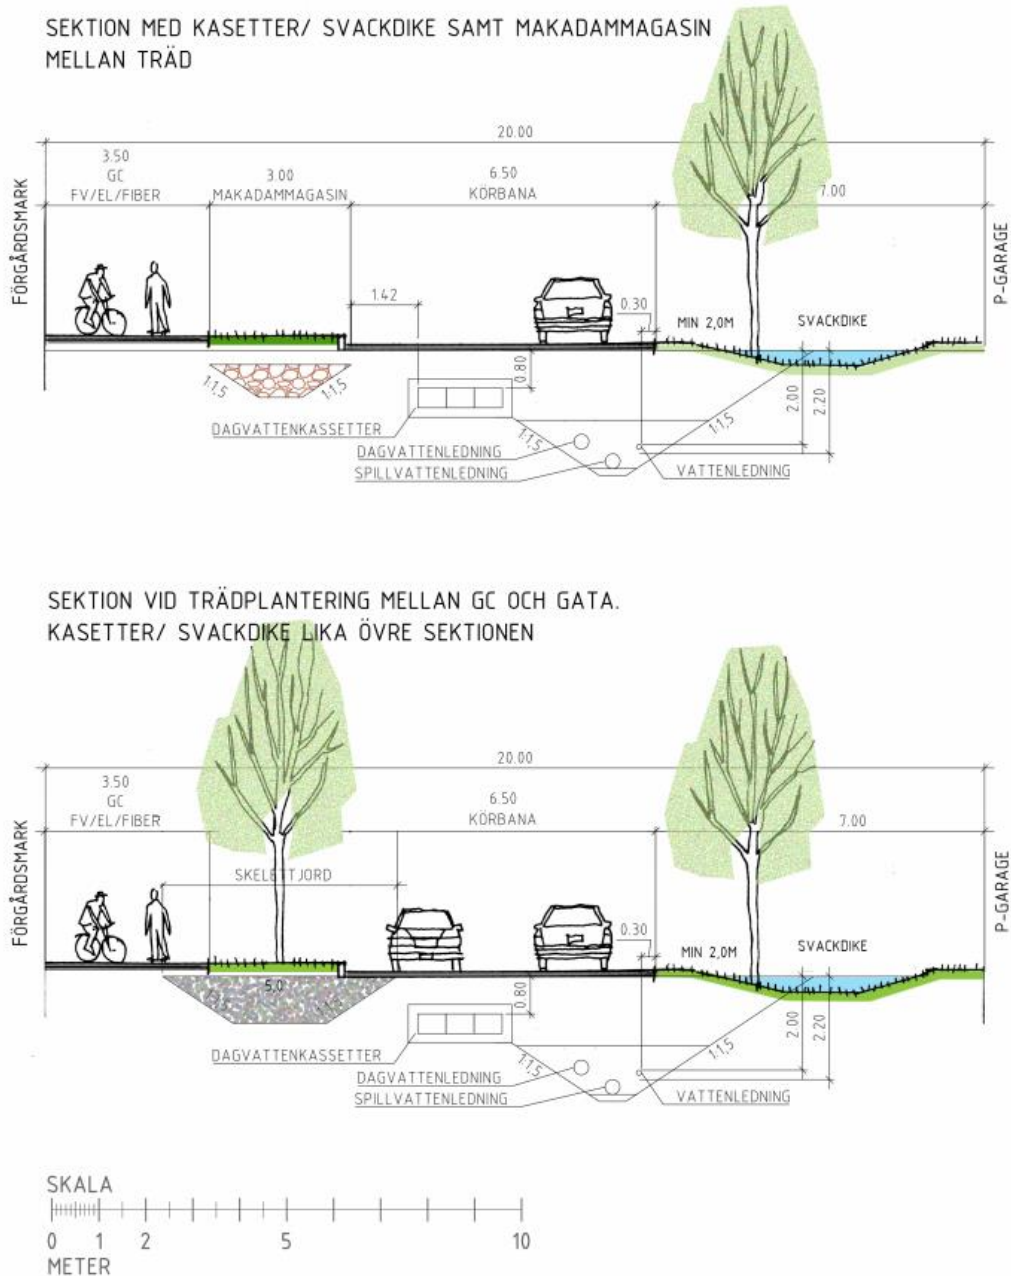 SEKTION MED KASETTER/ SVACKDIKE SAMT MAKADAMMAGASIN
MELLAN TRÄD
20.00
3.50
GC
FV/EL/FIBER
3.00
MAKADAMMAGASIN
6.50
KÖRBANA
7.00
FÖRGÅRDSMARK
P-GARAGE
1.42
0.30
MIN 2,0M
SVACKDIKE
0.80
2.00
2.20
1:1,5
1:1,5
DAGVATTENKASSETTER
1:1,5
1:1,5
DAGVATTENLEDNING
SPILLVATTENLEDNING
VATTENLEDNING
SEKTION VID TRÄDPLANTERING MELLAN GC OCH GATA.
KASETTER/ SVACKDIKE LIKA ÖVRE SEKTIONEN
20.00
3.50
GC
FV/EL/FIBER
6.50
KÖRBANA
7.00
FÖRGÅRDSMARK
P-GARAGE
SKELETTJORD
0.30
MIN 2,0M
SVACKDIKE
5.0
0.80
2.00
2.20
DAGVATTENKASSETTER
1:1,5
1:1,5
DAGVATTENLEDNING
SPILLVATTENLEDNING
VATTENLEDNING
SKALA
0 1 2 5 10
METER